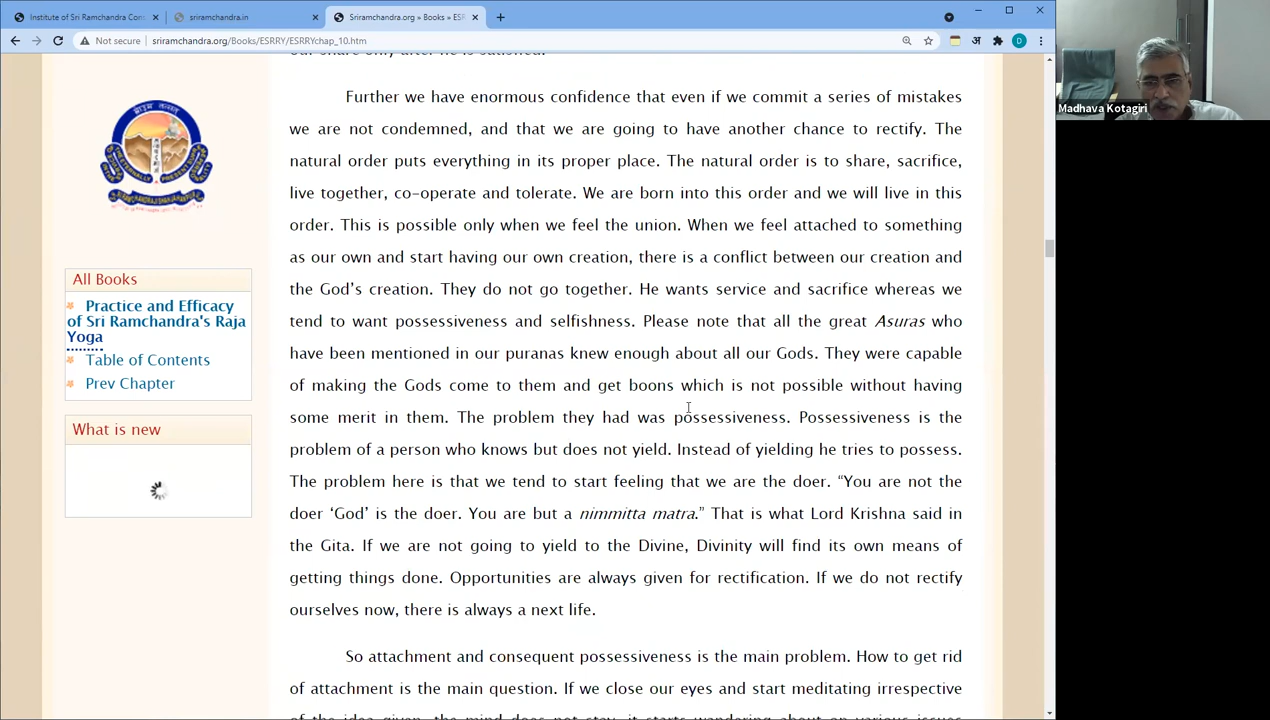 Institute of Sri Ramchandra Cons
sriramchandra.in
Sriramchandra.org » Books » ESR
Not secure
sriramchandra.org/Books/ESRRY/ESRRYchap_10.htm
अ
D
Madhava Kotagiri
Further we have enormous confidence that even if we commit a series of mistakes
we are not condemned, and that we are going to have another chance to rectify. The
natural order puts everything in its proper place. The natural order is to share, sacrifice,
live together, co-operate and tolerate. We are born into this order and we will live in this
order. This is possible only when we feel the union. When we feel attached to something
as our own and start having our own creation, there is a conflict between our creation and
the God’s creation. They do not go together. He wants service and sacrifice whereas we
tend to want possessiveness and selfishness. Please note that all the great Asuras who
have been mentioned in our puranas knew enough about all our Gods. They were capable
of making the Gods come to them and get boons which is not possible without having
some merit in them. The problem they had was possessiveness. Possessiveness is the
problem of a person who knows but does not yield. Instead of yielding he tries to possess.
The problem here is that we tend to start feeling that we are the doer. “You are not the
doer ‘God’ is the doer. You are but a nimmitta matra.” That is what Lord Krishna said in
the Gita. If we are not going to yield to the Divine, Divinity will find its own means of
getting things done. Opportunities are always given for rectification. If we do not rectify
ourselves now, there is always a next life.
So attachment and consequent possessiveness is the main problem. How to get rid
of attachment is the main question. If we close our eyes and start meditating irrespective
All Books
Practice and Efficacy
of Sri Ramchandra's Raja
Yoga
Table of Contents
Prev Chapter
What is new